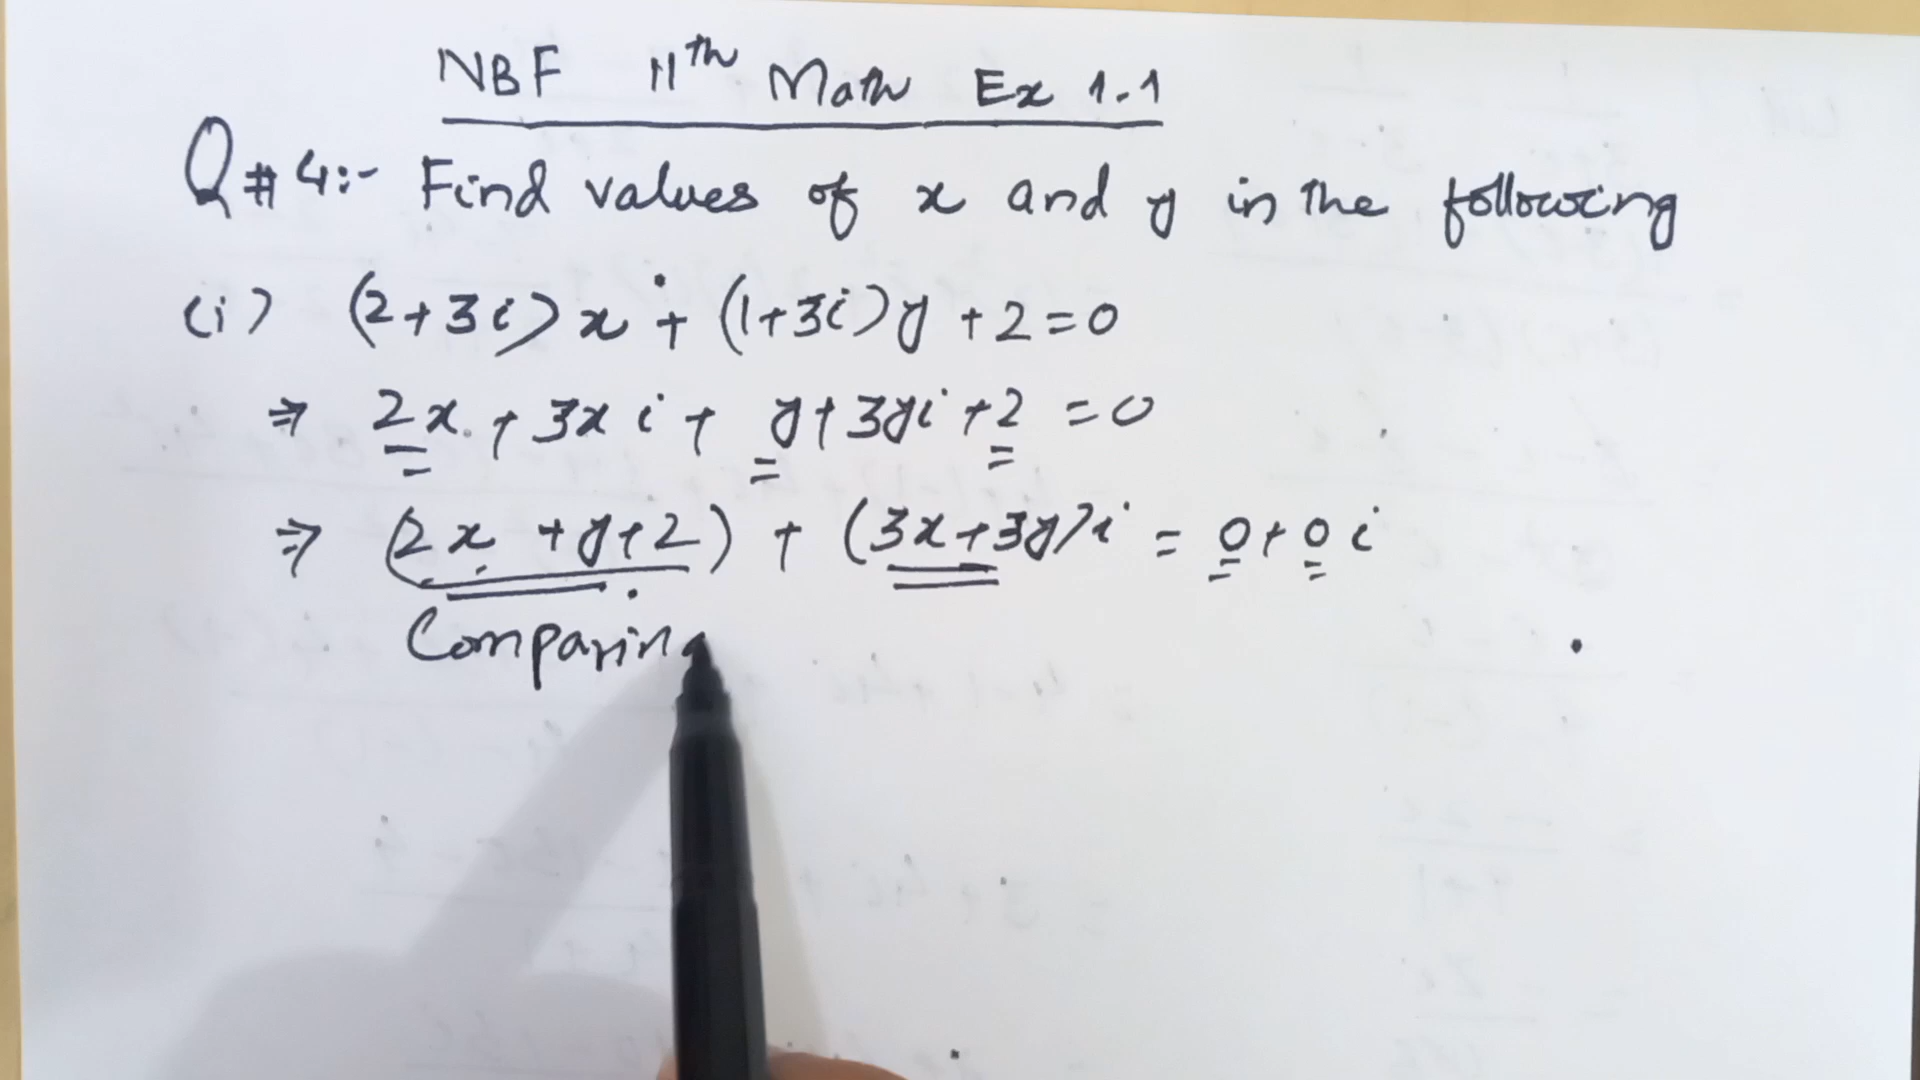 NBF 11th Math Ex 1.1
Q#4:- Find values of x and y in the following
(i) (2+3i)x + (1+3i)y +2=0
⇒ 2x + 3xi + y+3yi+2 =0
⇒ (2x +y+2) + (3x+3y)i = 0+0i
Comparing